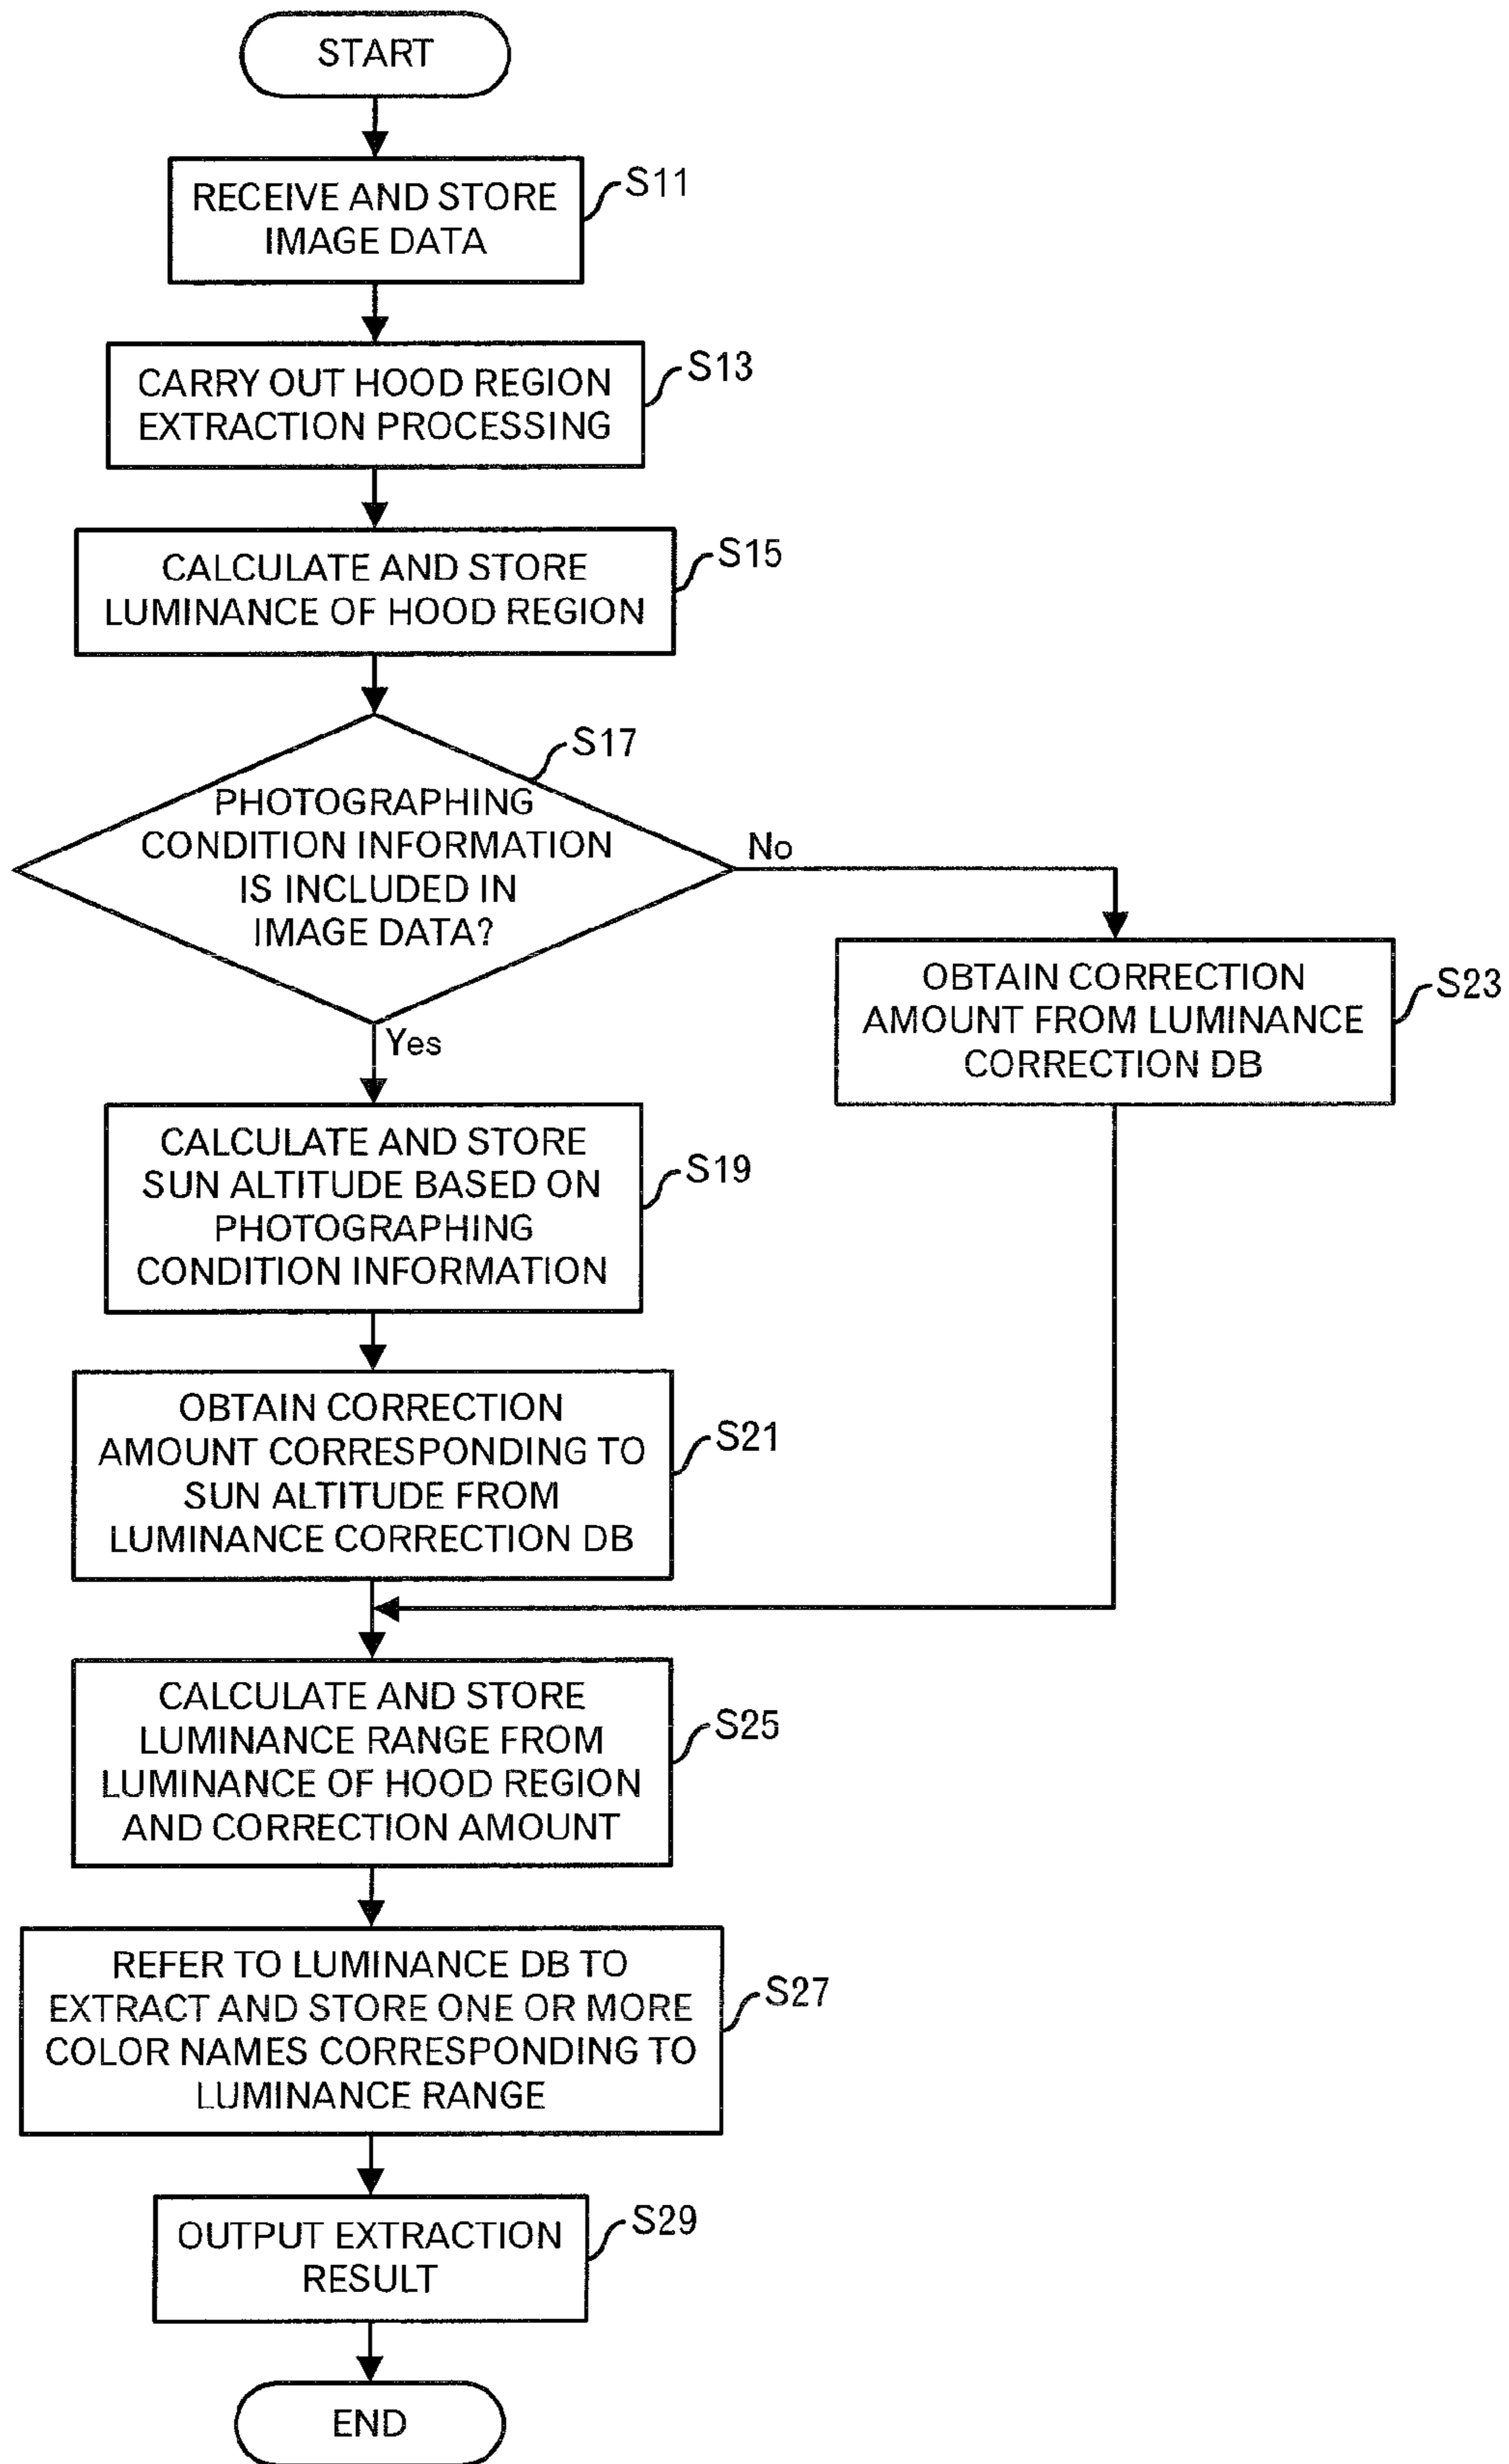 START
RECEIVE AND STORE
IMAGE DATA
S11
CARRY OUT HOOD REGION
EXTRACTION PROCESSING
S13
CALCULATE AND STORE
LUMINANCE OF HOOD REGION
S15
PHOTOGRAPHING
CONDITION INFORMATION
IS INCLUDED IN
IMAGE DATA?
S17
No
Yes
OBTAIN CORRECTION
AMOUNT FROM LUMINANCE
CORRECTION DB
S23
CALCULATE AND STORE
SUN ALTITUDE BASED ON
PHOTOGRAPHING
CONDITION INFORMATION
S19
OBTAIN CORRECTION
AMOUNT CORRESPONDING TO
SUN ALTITUDE FROM
LUMINANCE CORRECTION DB
S21
CALCULATE AND STORE
LUMINANCE RANGE FROM
LUMINANCE OF HOOD REGION
AND CORRECTION AMOUNT
S25
REFER TO LUMINANCE DB TO
EXTRACT AND STORE ONE OR MORE
COLOR NAMES CORRESPONDING TO
LUMINANCE RANGE
S27
OUTPUT EXTRACTION
RESULT
S29
END